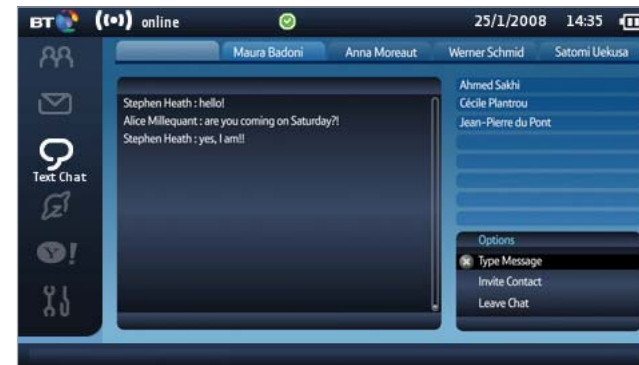 BT ((•)) online 25/1/2008 14:35
Maura Badoni Anna Moreaut Werner Schmid Satomi Uekusa
Stephen Heath : hello!
Alice Millequant : are you coming on Saturday?!
Stephen Heath : yes, I am!!
Ahmed Sakhi
Cécile Plantrou
Jean-Pierre du Pont
Text Chat
Y!
Options
Type Message
Invite Contact
Leave Chat